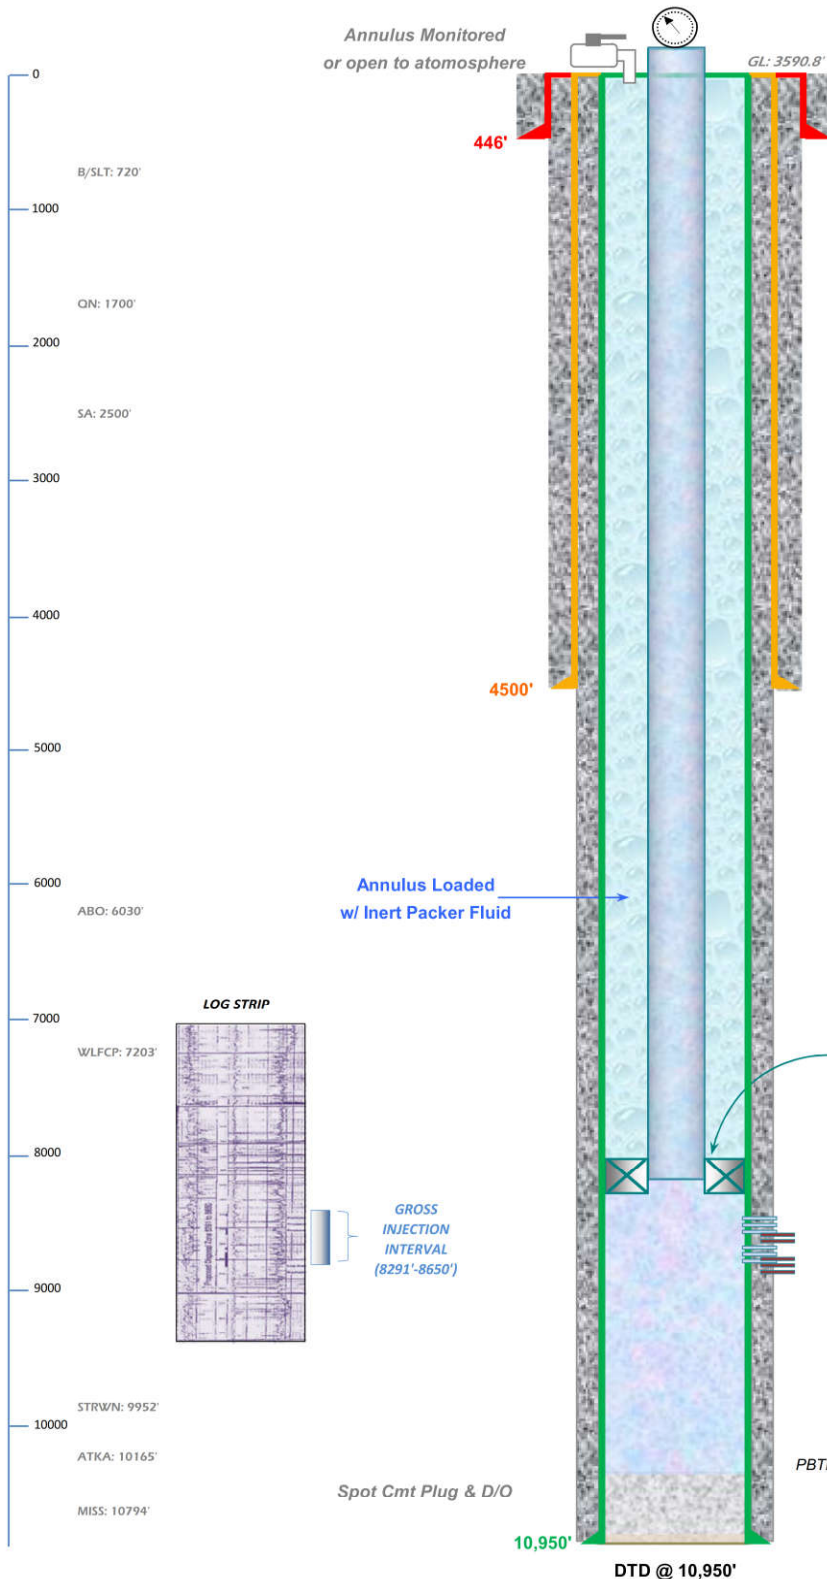 Annulus Monitored
or open to atomosphere
GL: 3590.8'
0
446'
B/SLT: 720'
1000
QN: 1700'
2000
SA: 2500'
3000
4000
4500'
5000
6000
Annulus Loaded
w/ Inert Packer Fluid
ABO: 6030'
LOG STRIP
7000
WLFCP: 7203'
8000
GROSS
INJECTION
INTERVAL
(8291'-8650')
9000
STRWN: 9952'
10000
ATKA: 10165'
PBT
Spot Cmt Plug & D/O
MISS: 10794'
10,950'
DTD @ 10,950'